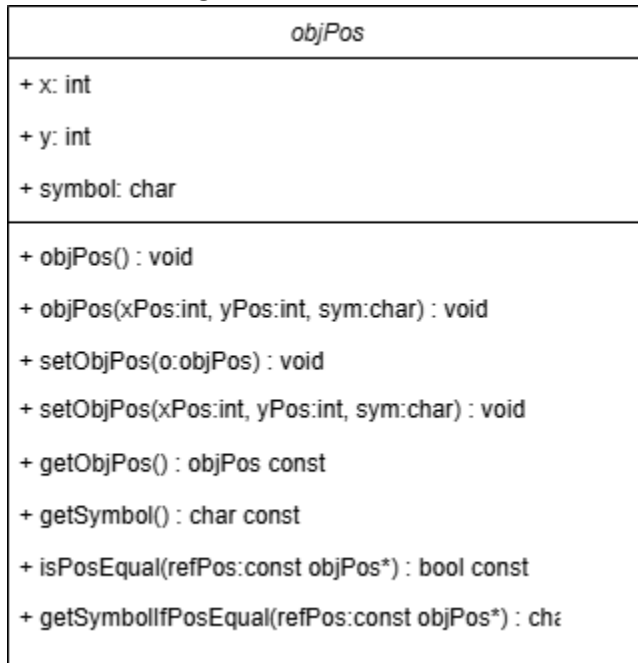 objPos
+ x: int
+ y: int
+ symbol: char
+ objPos() : void
+ objPos(xPos:int, yPos:int, sym:char) : void
+ setObjPos(o:objPos) : void
+ setObjPos(xPos:int, yPos:int, sym:char) : void
+ getObjPos() : objPos const
+ getSymbol() : char const
+ isPosEqual(refPos:const objPos*) : bool const
+ getSymbolIfPosEqual(refPos:const objPos*) :